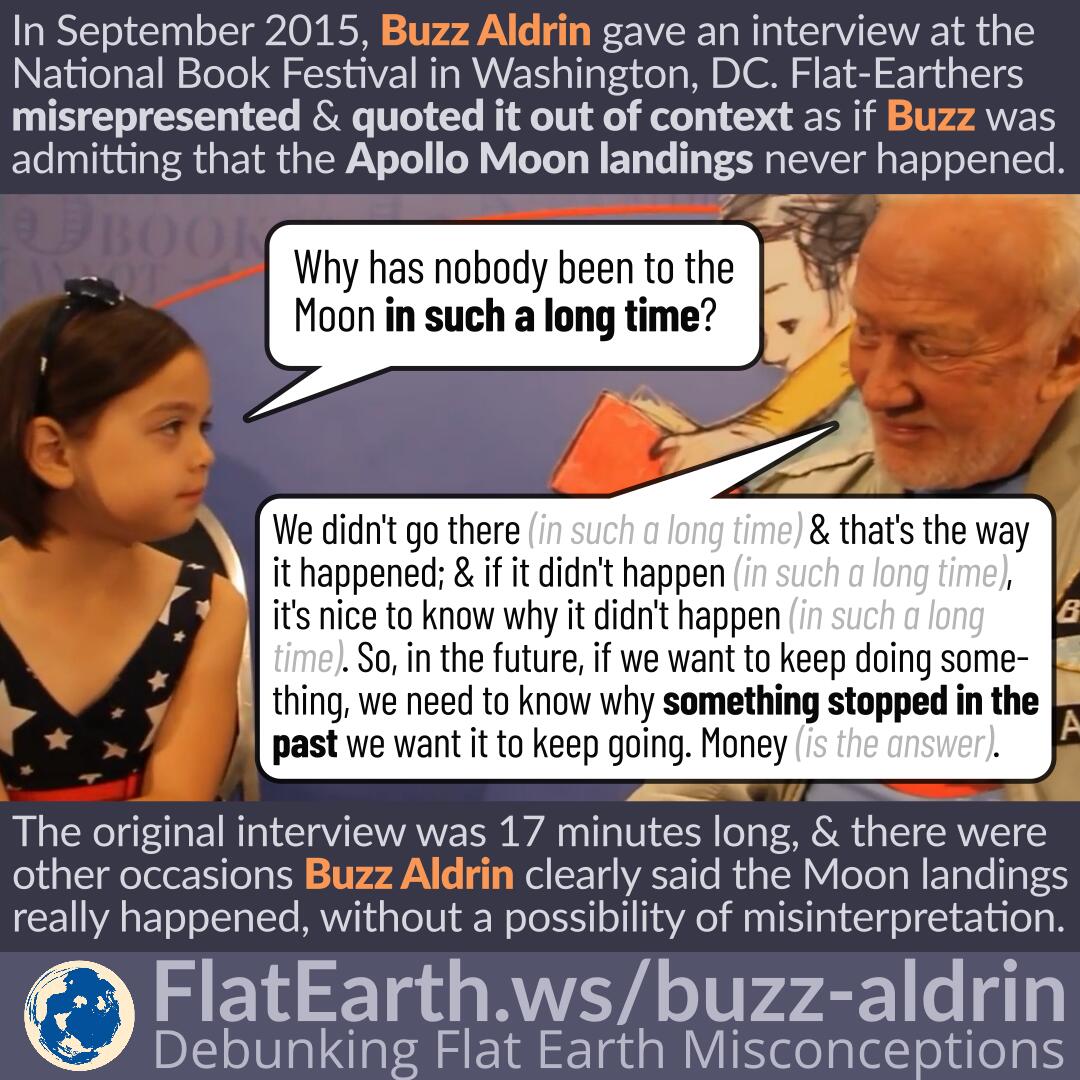 In September 2015, Buzz Aldrin gave an interview at the
National Book Festival in Washington, DC. Flat-Earthers
misrepresented & quoted it out of context as if Buzz was
admitting that the Apollo Moon landings never happened.
BOOK
Why has nobody been to the
Moon in such a long time?
We didn't go there (in such a long time) & that's the way
it happened; & if it didn't happen (in such a long time),
it's nice to know why it didn't happen (in such a long
time). So, in the future, if we want to keep doing some-
thing, we need to know why something stopped in the
past we want it to keep going. Money (is the answer).
The original interview was 17 minutes long, & there were
other occasions Buzz Aldrin clearly said the Moon landings
really happened, without a possibility of misinterpretation.
FlatEarth.ws/buzz-aldrin
Debunking Flat Earth Misconceptions